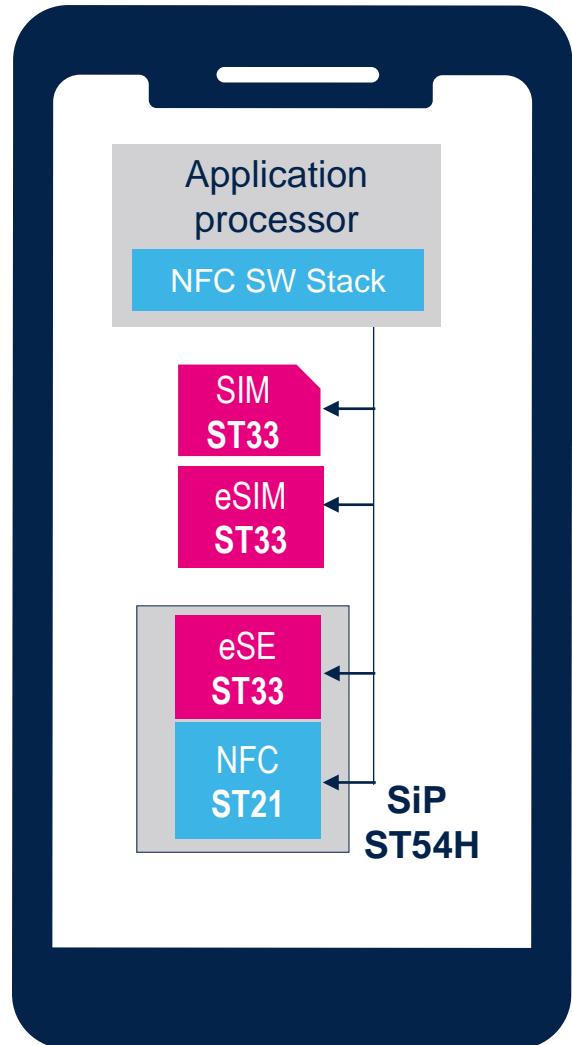 Application
processor
NFC SW Stack
SIM
ST33
eSIM
ST33
eSE
ST33
NFC
ST21
SiP
ST54H